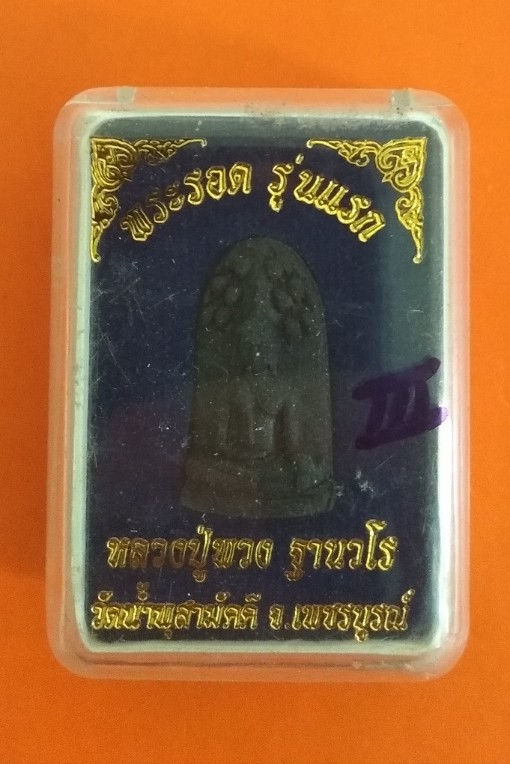 พระรอด รุ่นแรก
III
หลวงปู่พวง ฐานวโร
วัดน้ำพุสามัคคี จ.เพชรบูรณ์